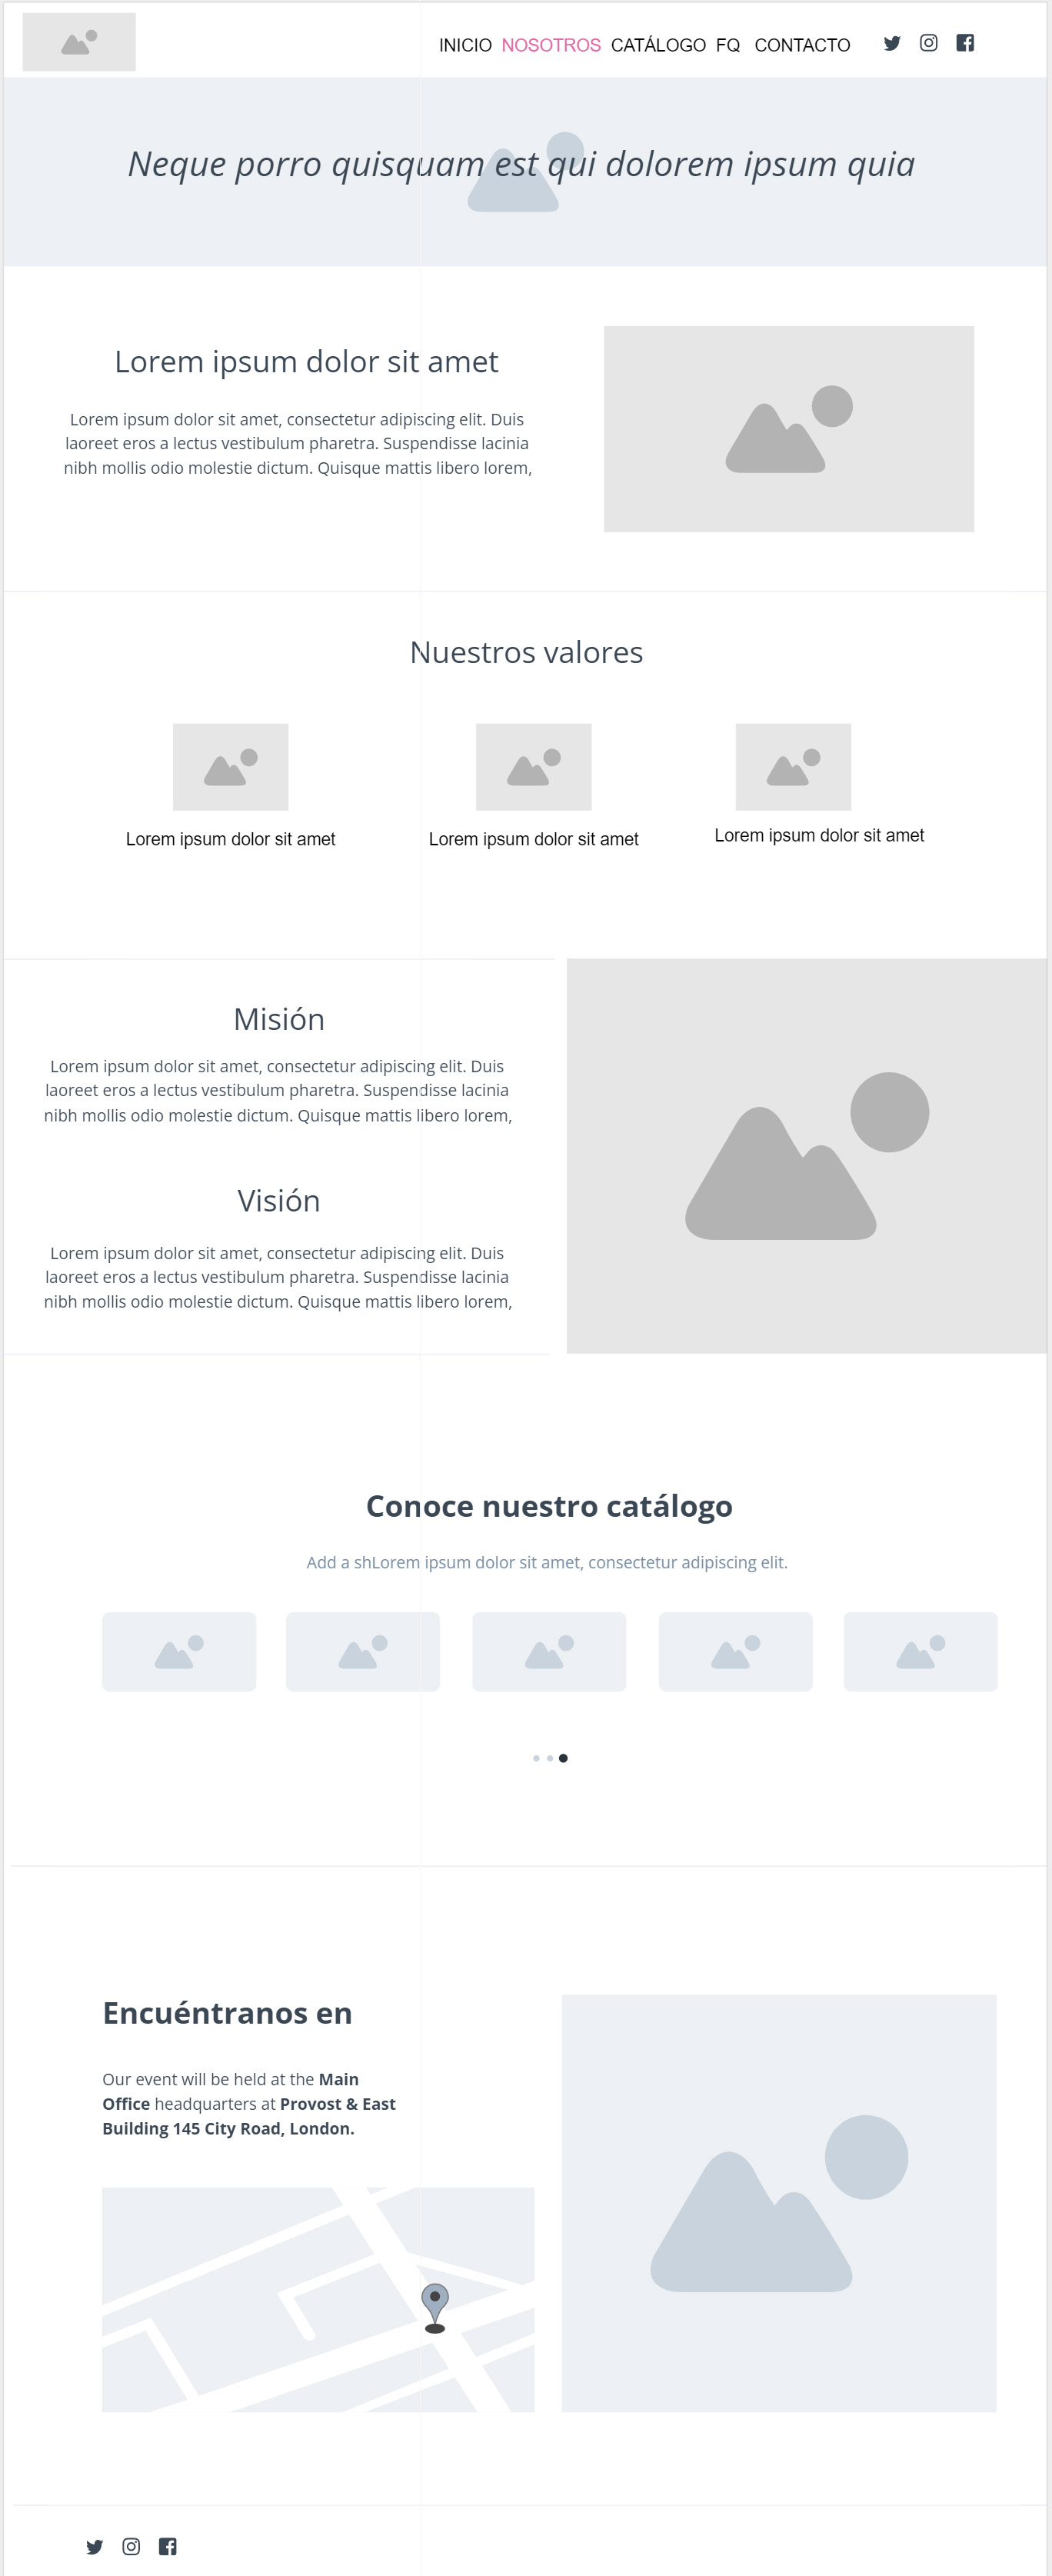 INICIO NOSOTROS CATÁLOGO FQ CONTACTO
Neque porro quisquam est qui dolorem ipsum quia
Lorem ipsum dolor sit amet
Lorem ipsum dolor sit amet, consectetur adipiscing elit. Duis
laoreet eros a lectus vestibulum pharetra. Suspendisse lacinia
nibh mollis odio molestie dictum. Quisque mattis libero lorem,
Nuestros valores
Lorem ipsum dolor sit amet
Lorem ipsum dolor sit amet
Lorem ipsum dolor sit amet
Misión
Lorem ipsum dolor sit amet, consectetur adipiscing elit. Duis
laoreet eros a lectus vestibulum pharetra. Suspendisse lacinia
nibh mollis odio molestie dictum. Quisque mattis libero lorem,
Visión
Lorem ipsum dolor sit amet, consectetur adipiscing elit. Duis
laoreet eros a lectus vestibulum pharetra. Suspendisse lacinia
nibh mollis odio molestie dictum. Quisque mattis libero lorem,
Conoce nuestro catálogo
Add a shLorem ipsum dolor sit amet, consectetur adipiscing elit.
Encuéntranos en
Our event will be held at the Main
Office headquarters at Provost & East
Building 145 City Road, London.